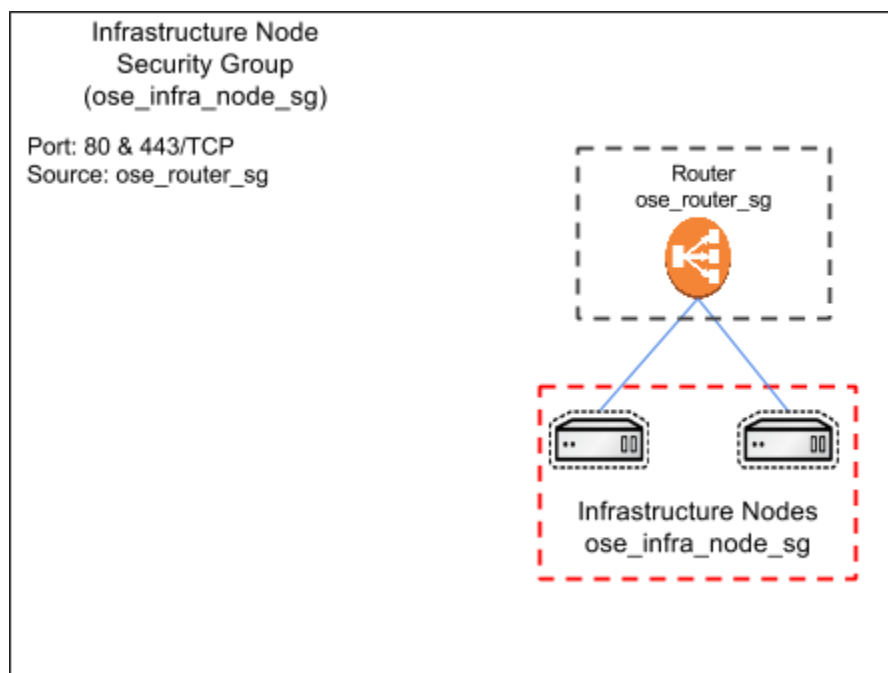 Infrastructure Node
Security Group
(ose_infra_node_sg)
Port: 80 & 443/TCP
Source: ose_router_sg
Router
ose_router_sg
Infrastructure Nodes
ose_infra_node_sg